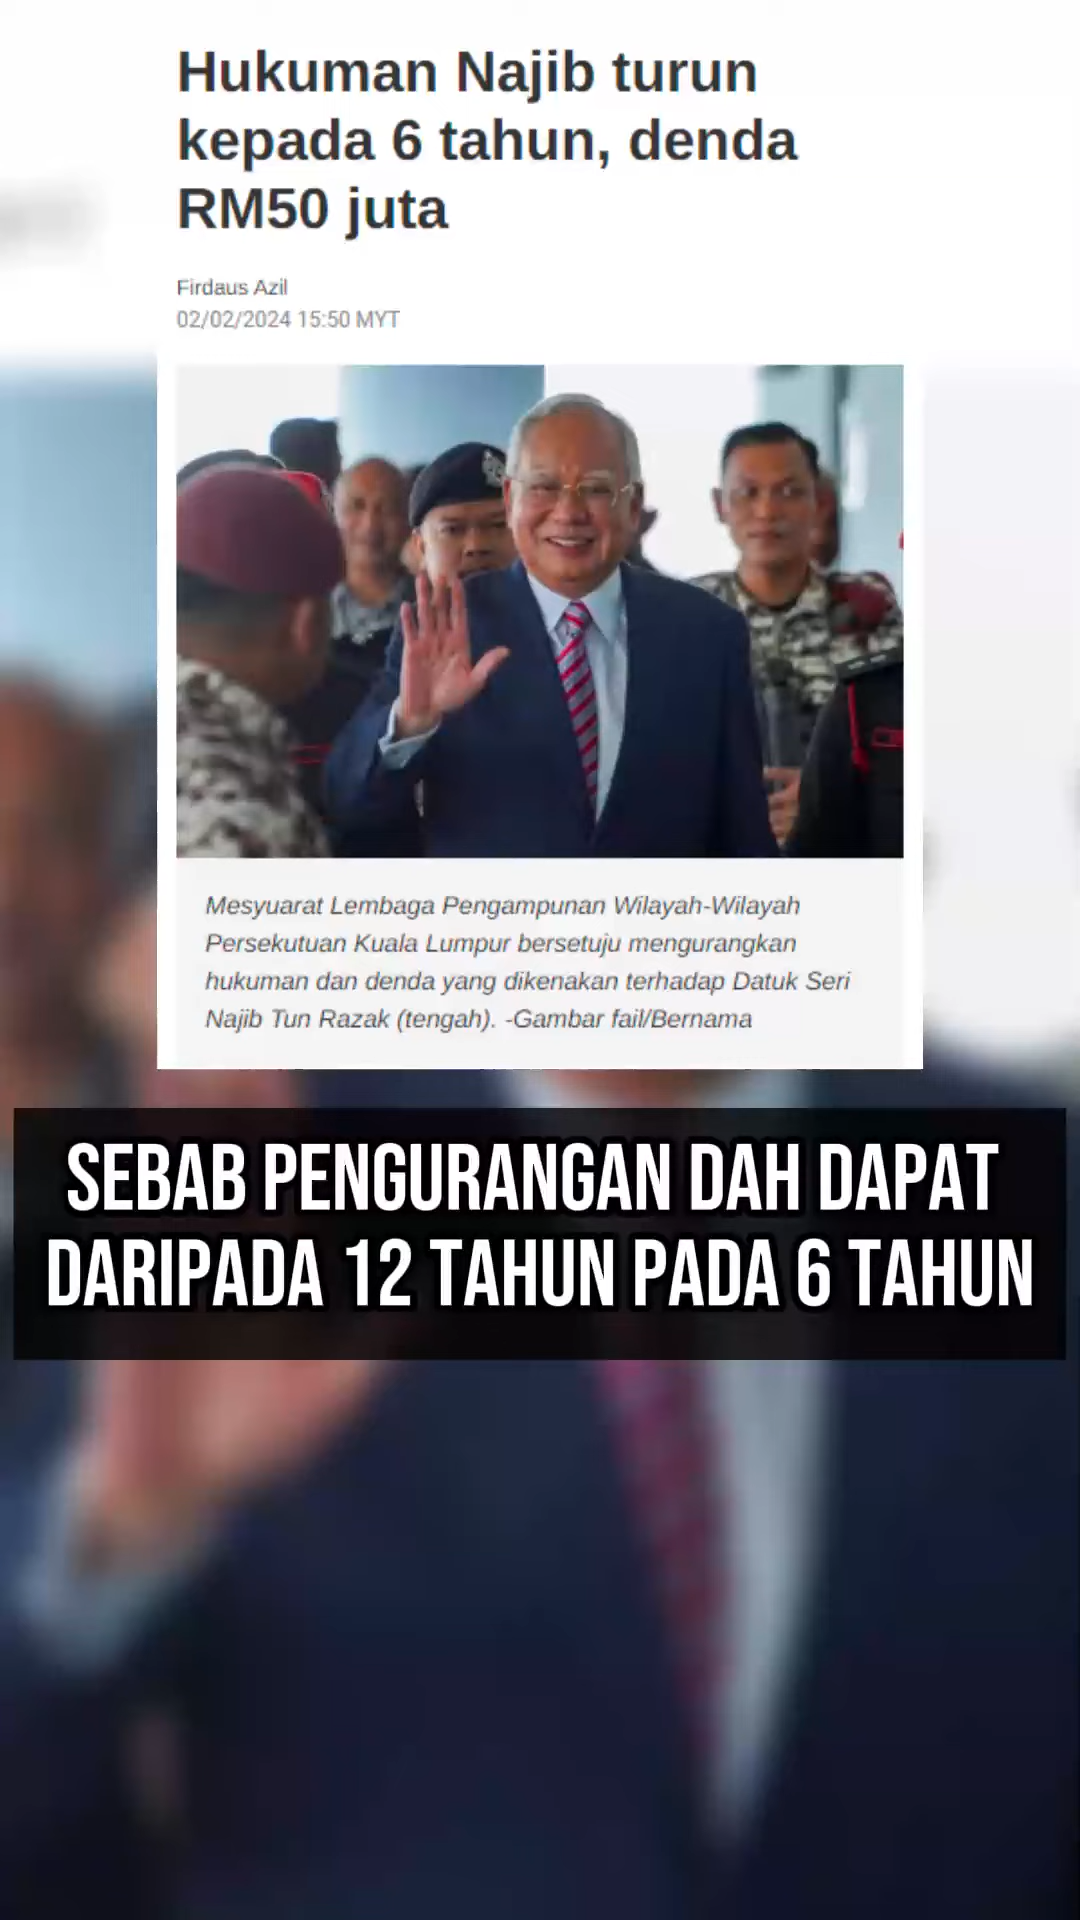 Hukuman Najib turun
kepada 6 tahun, denda
RM50 juta
Firdaus Azil
02/02/2024 15:50 MYT
Mesyuarat Lembaga Pengampunan Wilayah-Wilayah
Persekutuan Kuala Lumpur bersetuju mengurangkan
hukuman dan denda yang dikenakan terhadap Datuk Seri
Najib Tun Razak (tengah). -Gambar fail/Bernama
SEBAB PENGURANGAN DAH DAPAT
DARIPADA 12 TAHUN PADA 6 TAHUN